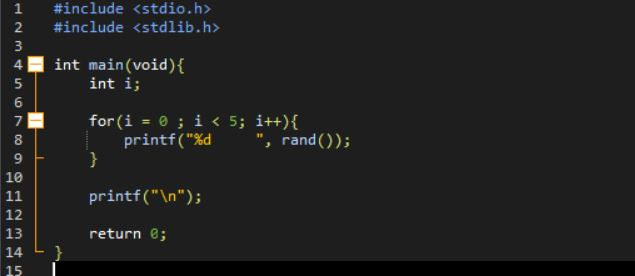 1 #include <stdio.h>
2 #include <stdlib.h>
3
4 int main(void){
5     int i;
6
7     for(i = 0 ; i < 5; i++){
8         printf("%d     ", rand());
9     }
10
11     printf("\n");
12
13     return 0;
14 }
15